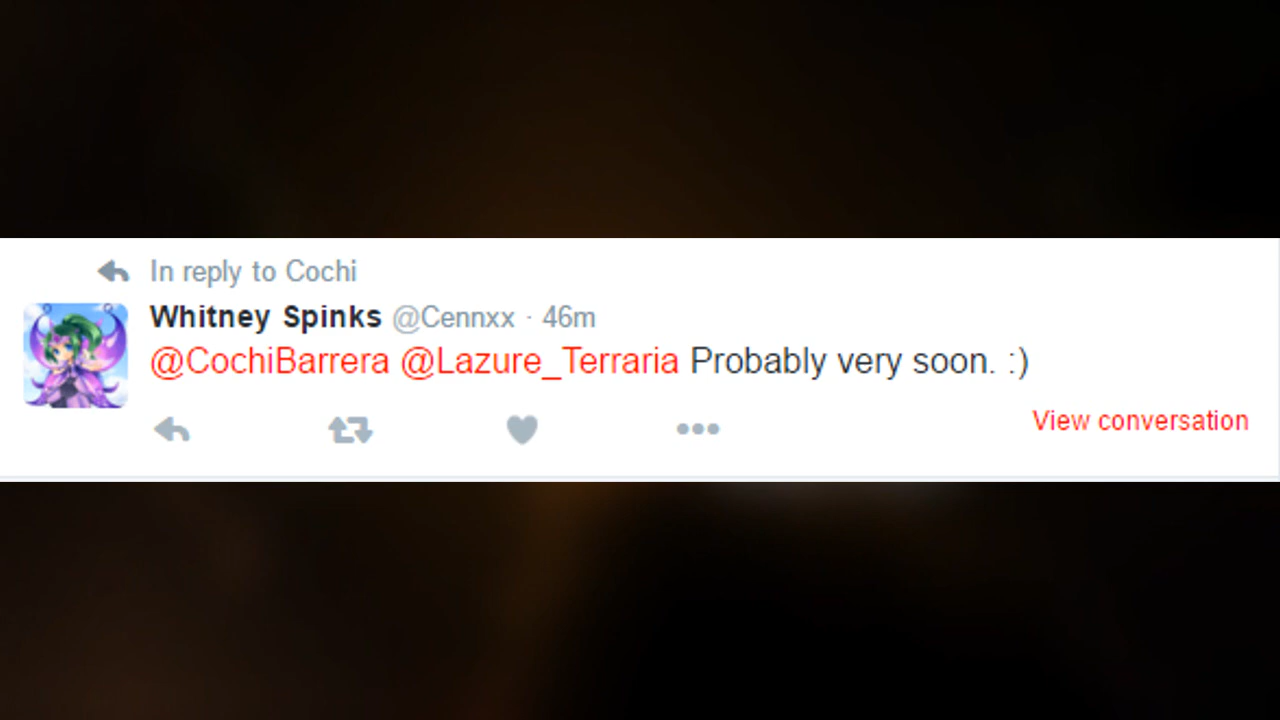 In reply to Cochi
Whitney Spinks @Cennxx · 46m
@CochiBarrera @Lazure_Terraria Probably very soon. :)
View conversation